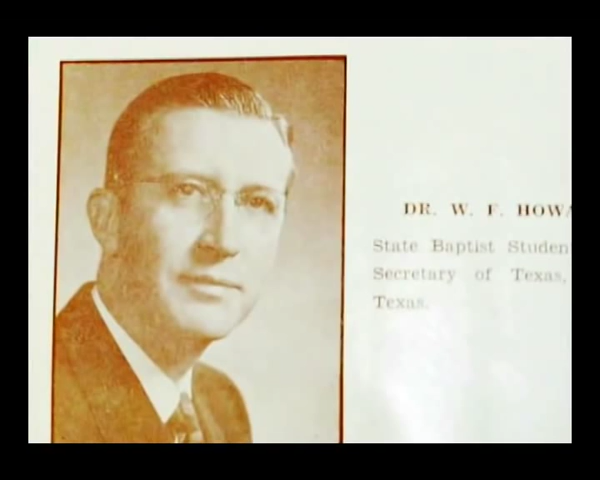 DR. W. F. HOWA
State Baptist Studen
Secretary of Texas,
Texas.